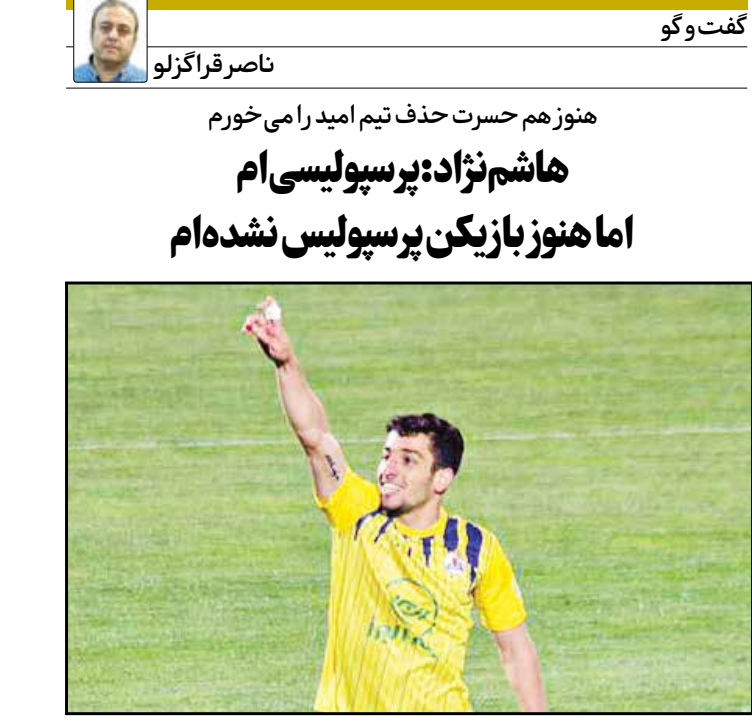 گفت‌وگو
ناصر قراگزلو
هنوز هم حسرت حذف تیم امید را می‌خورم
هاشم‌نژاد: پرسپولیسی‌ام
اما هنوز بازیکن پرسپولیس نشده‌ام